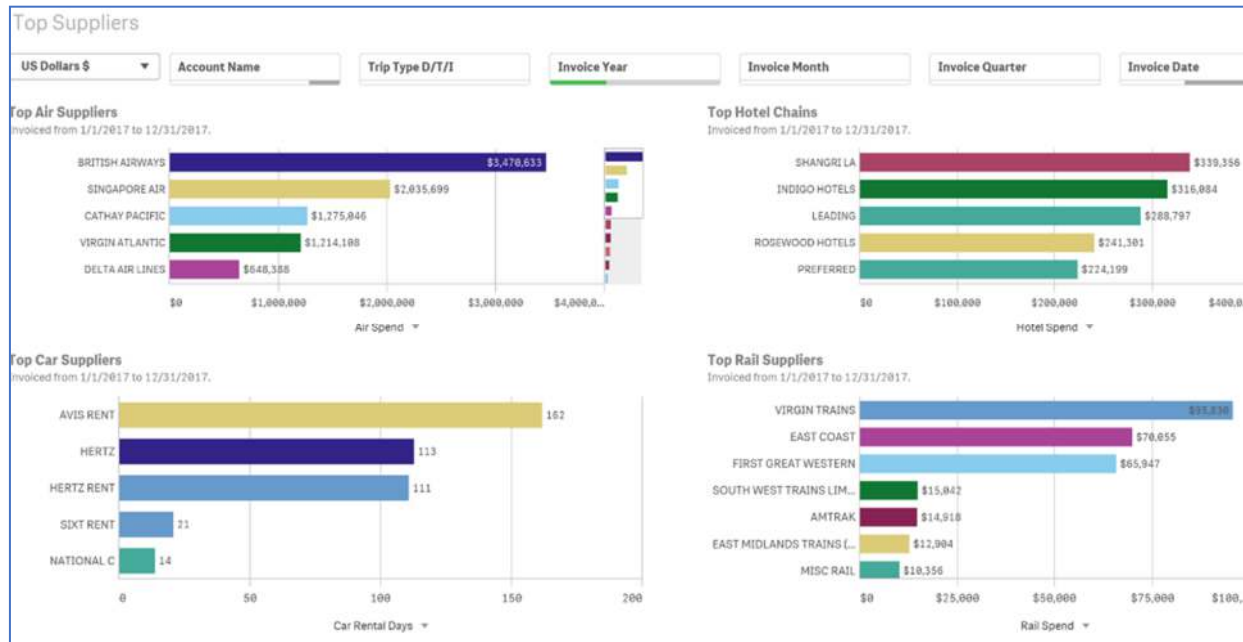 Top Suppliers
US Dollars $
Account Name
Trip Type D/T/I
Invoice Year
Invoice Month
Invoice Quarter
Invoice Date
Top Air Suppliers
Invoiced from 1/1/2017 to 12/31/2017.
BRITISH AIRWAYS $3,470,633
SINGAPORE AIR $2,035,699
CATHAY PACIFIC $1,275,046
VIRGIN ATLANTIC $1,214,108
DELTA AIR LINES
$0 $1,000,000 $2,000,000 $3,000,000 $4,000,0...
Air Spend
Top Hotel Chains
Invoiced from 1/1/2017 to 12/31/2017.
SHANGRI LA $339,356
INDIGO HOTELS $316,084
LEADING $288,797
ROSEWOOD HOTELS $241,301
PREFERRED $224,199
$0 $100,000 $200,000 $300,000 $400,0
Hotel Spend
Top Car Suppliers
Invoiced from 1/1/2017 to 12/31/2017.
AVIS RENT 162
HERTZ 113
HERTZ RENT 111
SIXT RENT 21
NATIONAL C 14
0 50 100 150 200
Car Rental Days
Top Rail Suppliers
Invoiced from 1/1/2017 to 12/31/2017.
VIRGIN TRAINS
EAST COAST $70,055
FIRST GREAT WESTERN $65,947
SOUTH WEST TRAINS LIM... $15,042
AMTRAK $14,918
EAST MIDLANDS TRAINS (... $12,904
MISC RAIL $10,356
$0 $25,000 $50,000 $75,000 $100,
Rail Spend